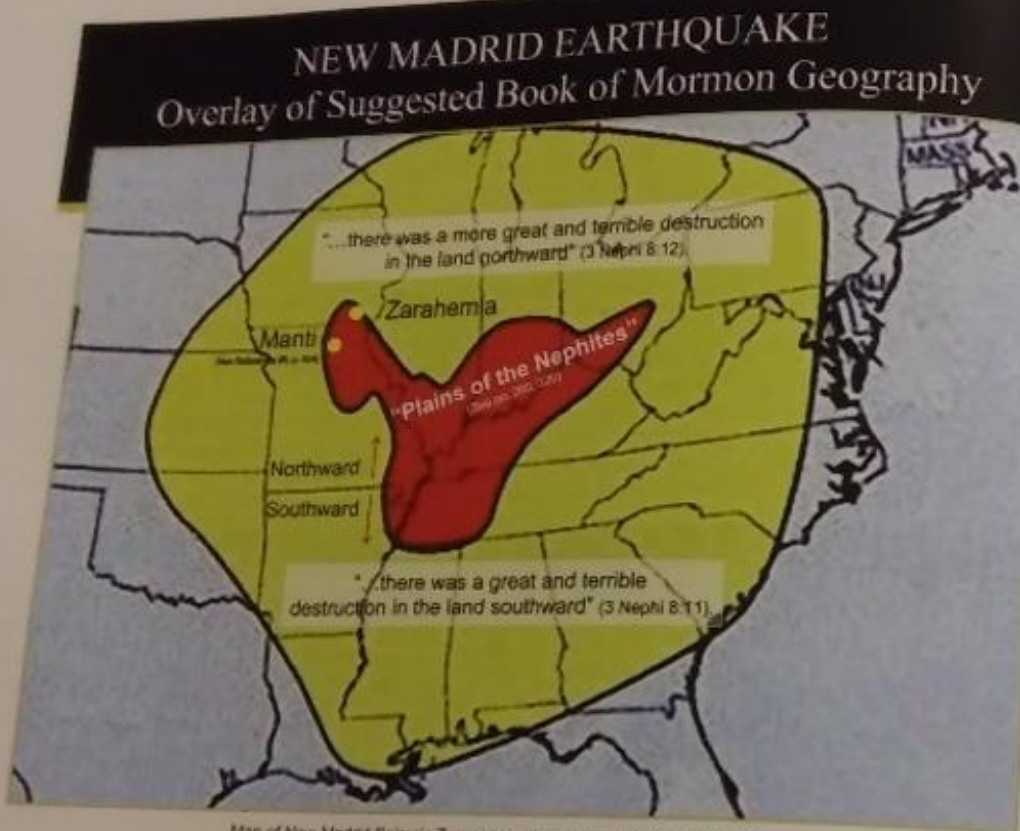 NEW MADRID EARTHQUAKE
Overlay of Suggested Book of Mormon Geography
MASS
"...there was a more great and terrible destruction
in the land northward" (3 Nephi 8:12)
Zarahemla
Manti
"Plains of the Nephites"
Northward
Southward
"...there was a great and terrible
destruction in the land southward" (3 Nephi 8:11)